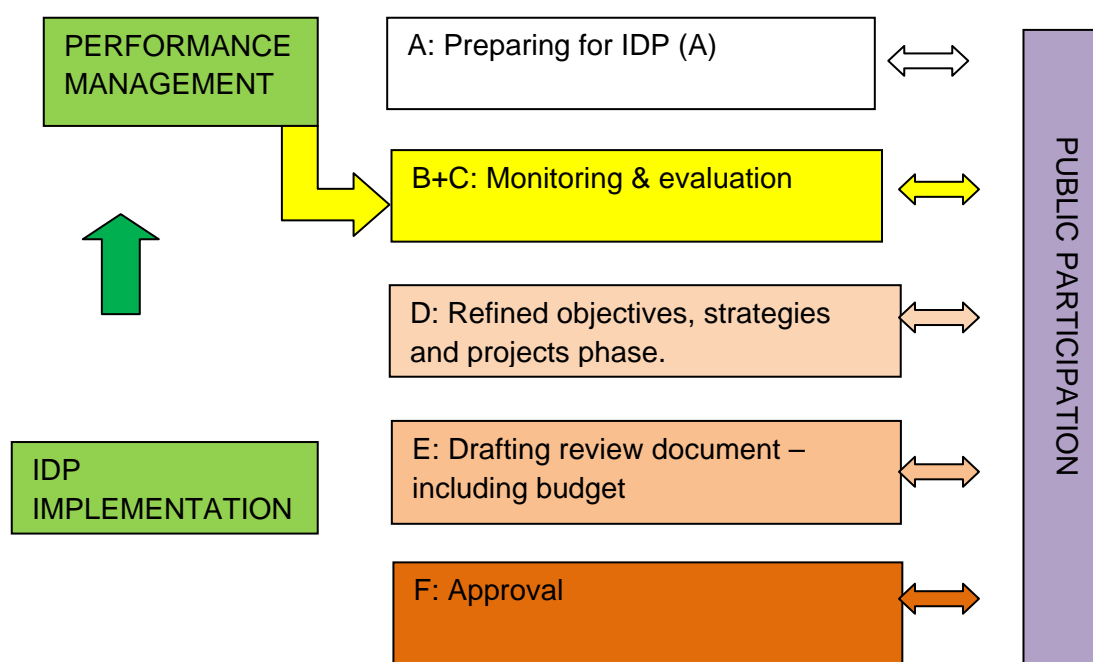 PERFORMANCE
MANAGEMENT
A: Preparing for IDP (A)
B+C: Monitoring & evaluation
D: Refined objectives, strategies
and projects phase.
IDP
IMPLEMENTATION
E: Drafting review document –
including budget
F: Approval
PUBLIC PARTICIPATION